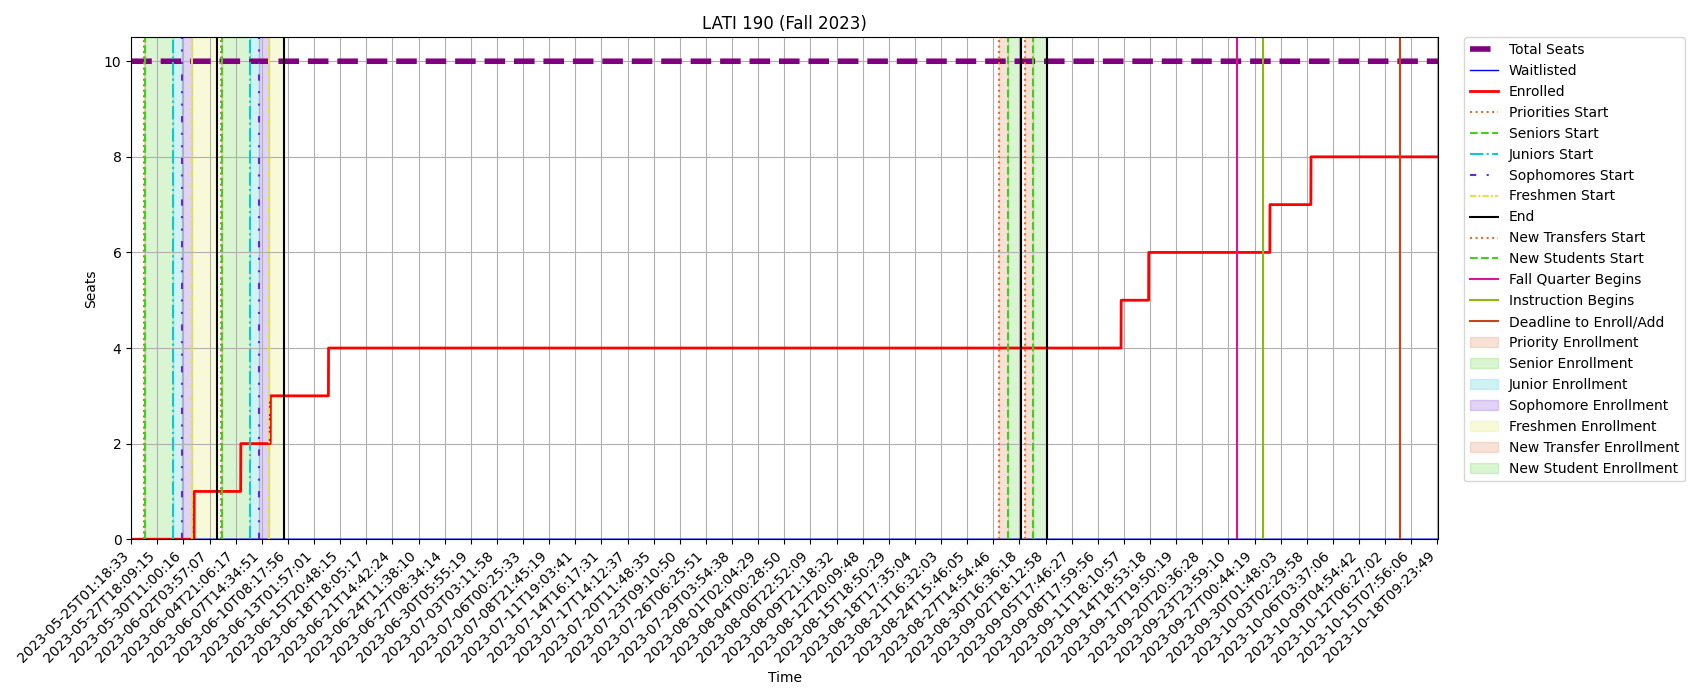 LATI 190 (Fall 2023)
10
8
6
4
2
0
Seats
2023-05-25T01:18:33
2023-05-27T18:09:15
2023-05-30T11:00:16
2023-06-02T03:57:07
2023-06-04T21:06:17
2023-06-07T14:34:51
2023-06-10T08:17:56
2023-06-13T01:57:01
2023-06-15T20:48:15
2023-06-18T18:05:17
2023-06-21T14:42:24
2023-06-24T11:38:10
2023-06-27T08:34:14
2023-06-30T05:55:19
2023-07-03T03:11:58
2023-07-06T00:25:33
2023-07-08T21:45:19
2023-07-11T19:03:41
2023-07-14T16:17:31
2023-07-17T14:12:37
2023-07-20T11:48:35
2023-07-23T09:10:50
2023-07-26T06:25:51
2023-07-29T03:54:38
2023-08-01T02:04:29
2023-08-04T00:28:50
2023-08-06T22:52:09
2023-08-09T21:18:32
2023-08-12T20:09:48
2023-08-15T18:50:29
2023-08-18T17:35:04
2023-08-21T16:32:03
2023-08-24T15:46:05
2023-08-27T14:54:46
2023-08-30T16:36:18
2023-09-02T18:12:58
2023-09-05T17:46:27
2023-09-08T17:59:56
2023-09-11T18:10:57
2023-09-14T18:53:18
2023-09-17T19:50:19
2023-09-20T20:36:28
2023-09-23T23:59:10
2023-09-27T00:44:19
2023-09-30T01:48:03
2023-10-03T02:29:58
2023-10-06T03:37:06
2023-10-09T04:54:42
2023-10-12T06:27:02
2023-10-15T07:56:06
2023-10-18T09:23:49
Time
Total Seats
Waitlisted
Enrolled
Priorities Start
Seniors Start
Juniors Start
Sophomores Start
Freshmen Start
End
New Transfers Start
New Students Start
Fall Quarter Begins
Instruction Begins
Deadline to Enroll/Add
Priority Enrollment
Senior Enrollment
Junior Enrollment
Sophomore Enrollment
Freshmen Enrollment
New Transfer Enrollment
New Student Enrollment